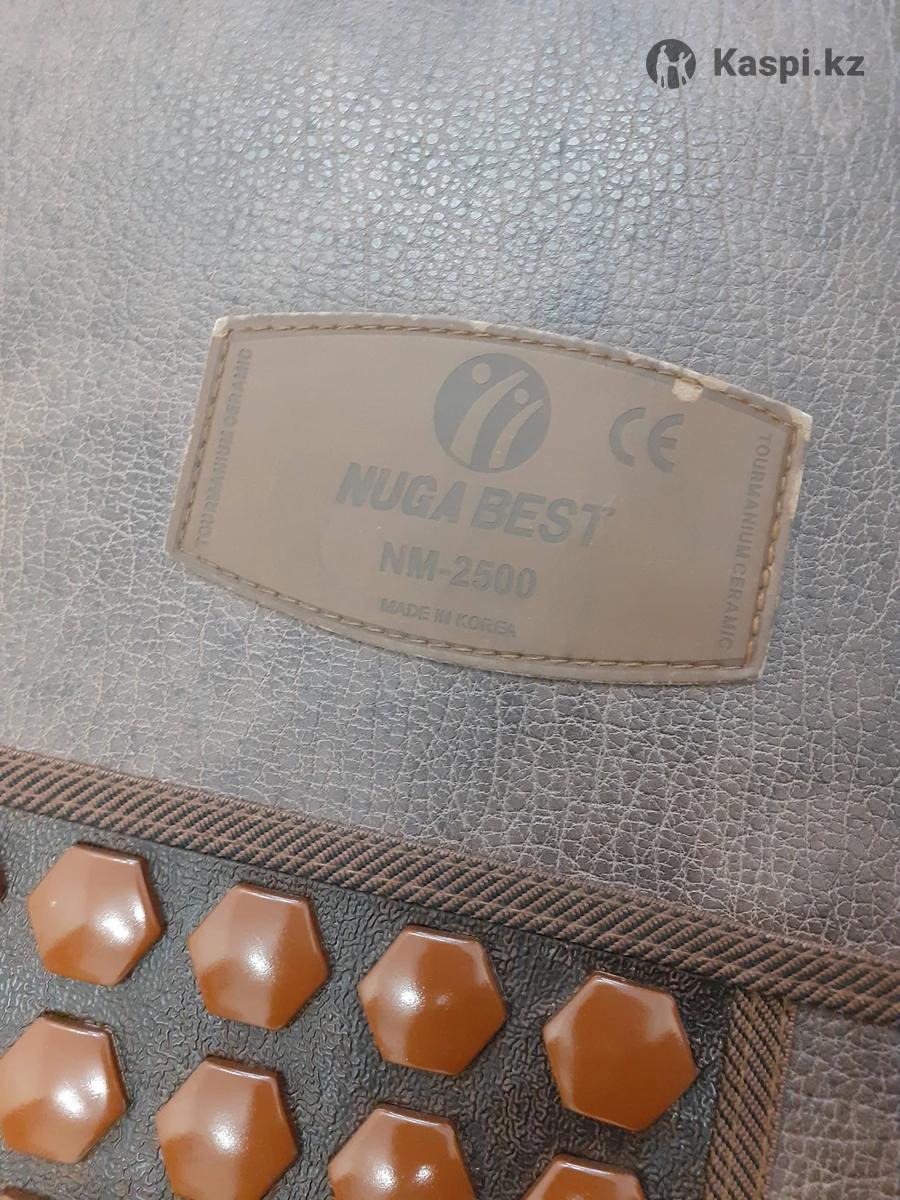 Kaspi.kz
TOURMANIUM CERAMIC
CE
NUGA BEST
NM-2500
MADE IN KOREA
TOURMANIUM CERAMIC